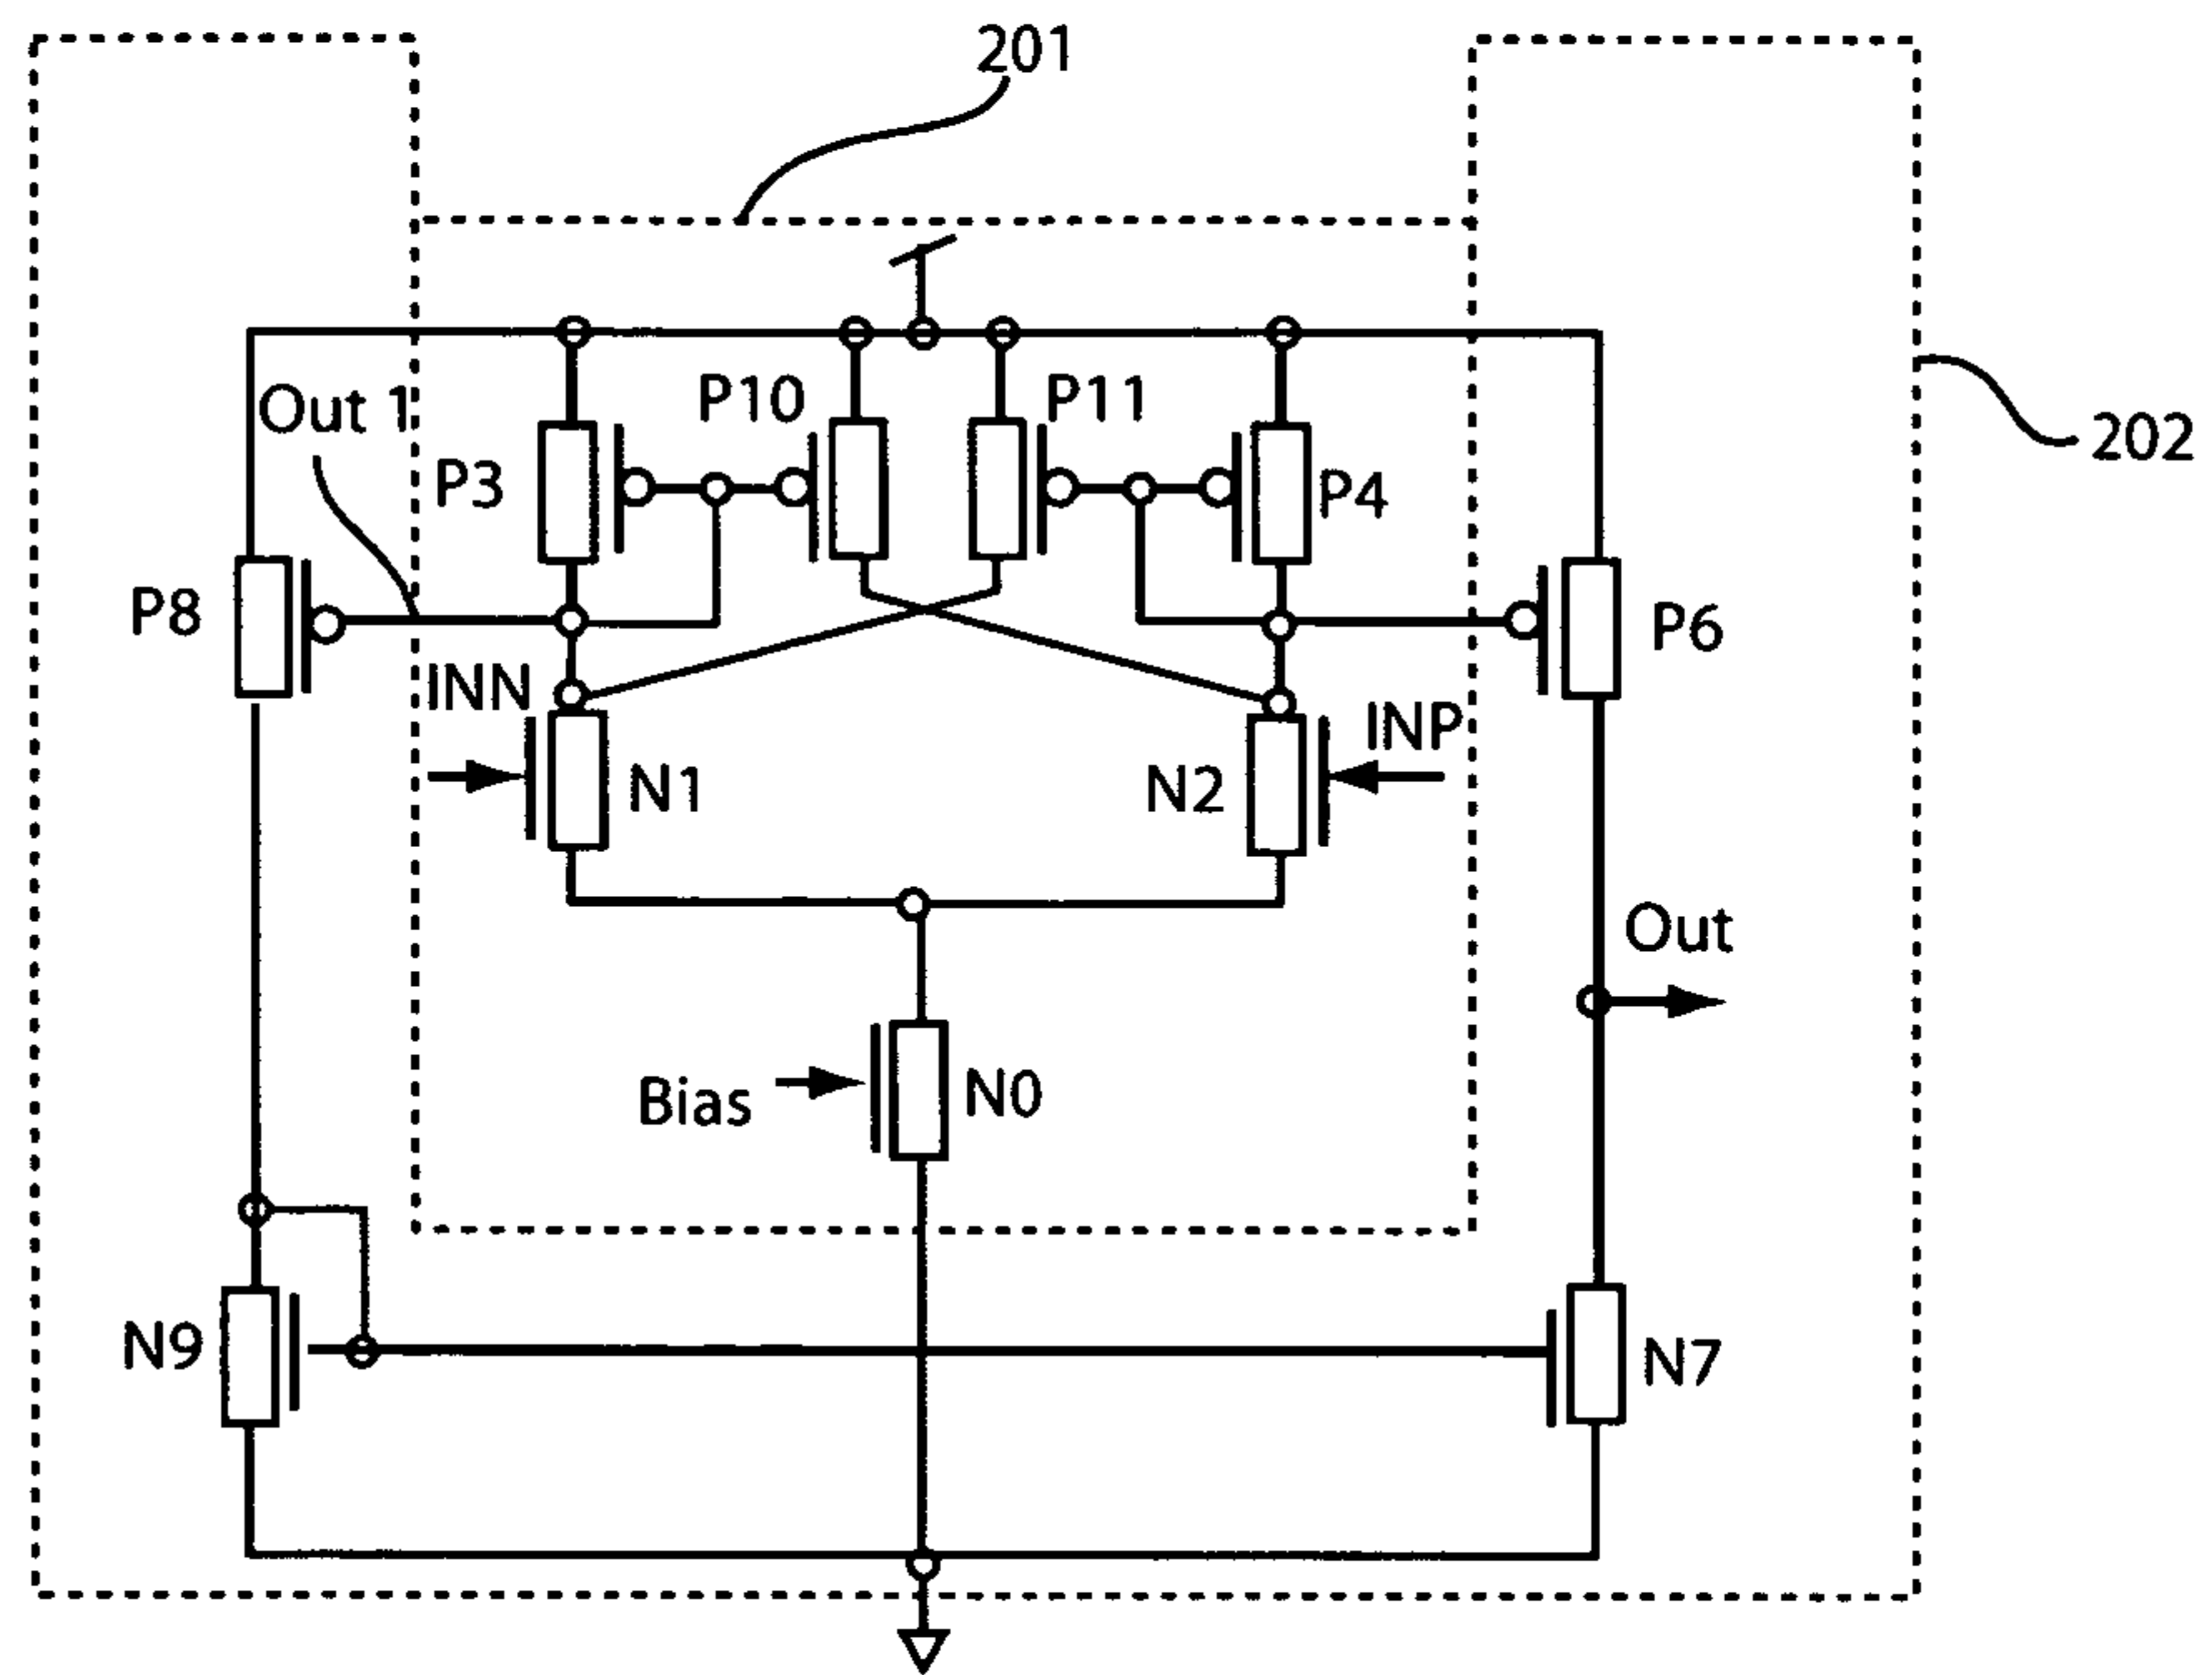 201
202
Out 1
P10
P11
P3
P4
P8
P6
INN
INP
N1
N2
Out
Bias
N0
N9
N7